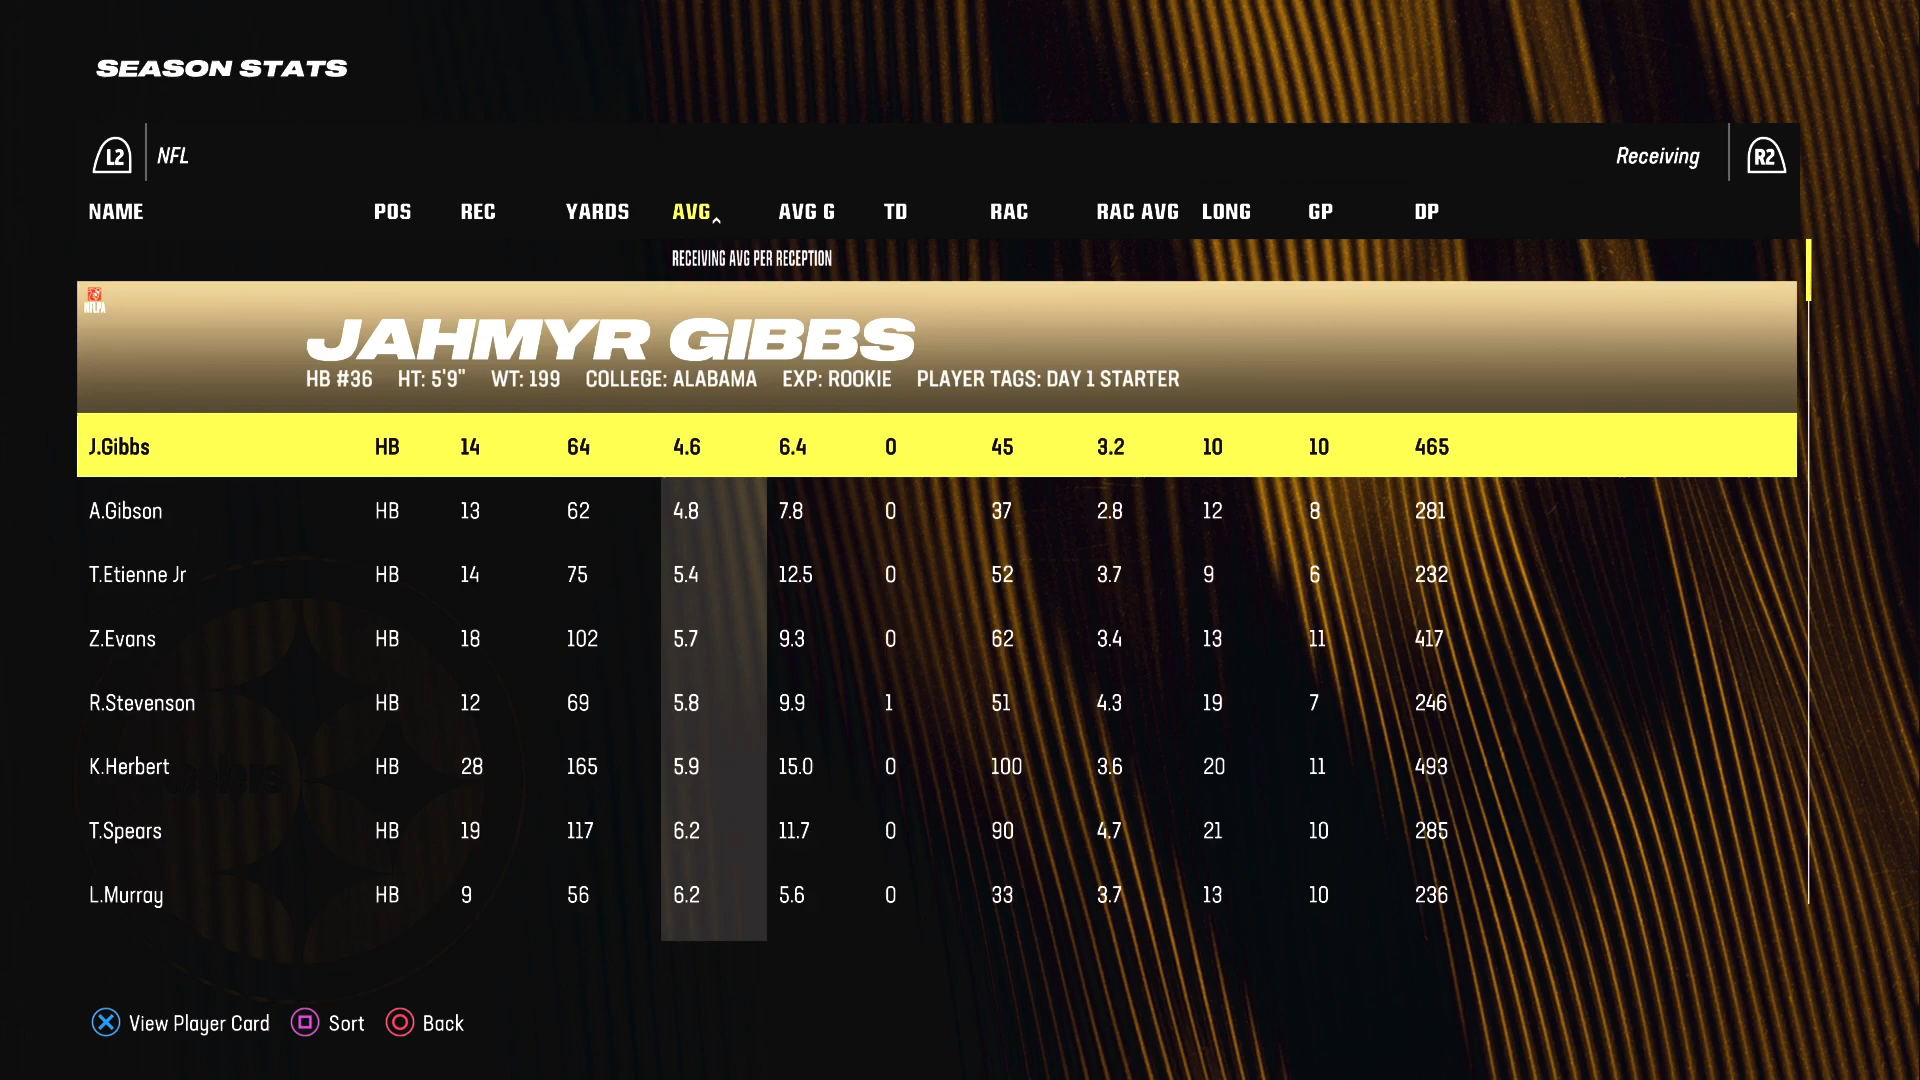 SEASON STATS
L2 NFL Receiving R2
NAME POS REC YARDS AVG AVG G TD RAC RAC AVG LONG GP DP
RECEIVING AVG PER RECEPTION
NFLPA
JAHMYR GIBBS
HB #36 HT: 5'9" WT: 199 COLLEGE: ALABAMA EXP: ROOKIE PLAYER TAGS: DAY 1 STARTER
J.Gibbs HB 14 64 4.6 6.4 0 45 3.2 10 10 465
A.Gibson HB 13 62 4.8 7.8 0 37 2.8 12 8 281
T.Etienne Jr HB 14 75 5.4 12.5 0 52 3.7 9 6 232
Z.Evans HB 18 102 5.7 9.3 0 62 3.4 13 11 417
R.Stevenson HB 12 69 5.8 9.9 1 51 4.3 19 7 246
K.Herbert HB 28 165 5.9 15.0 0 100 3.6 20 11 493
T.Spears HB 19 117 6.2 11.7 0 90 4.7 21 10 285
L.Murray HB 9 56 6.2 5.6 0 33 3.7 13 10 236
View Player Card Sort Back